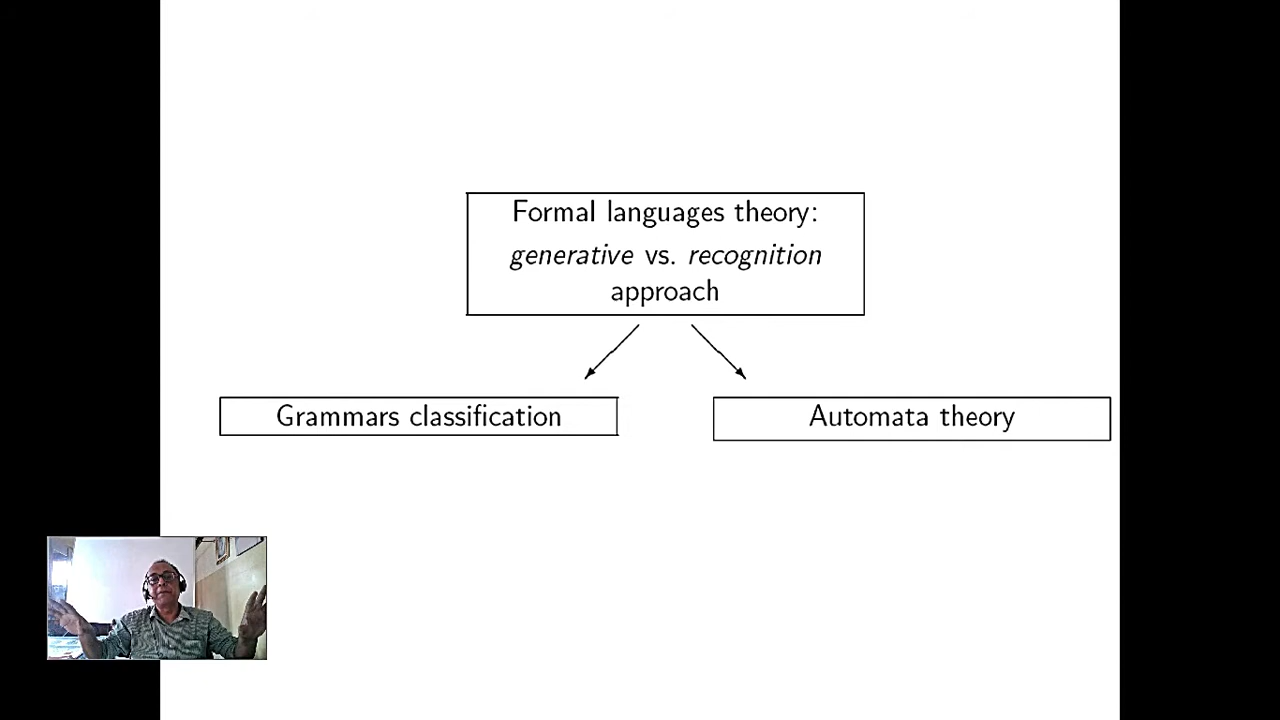 Formal languages theory:
generative vs. recognition
approach
Grammars classification
Automata theory